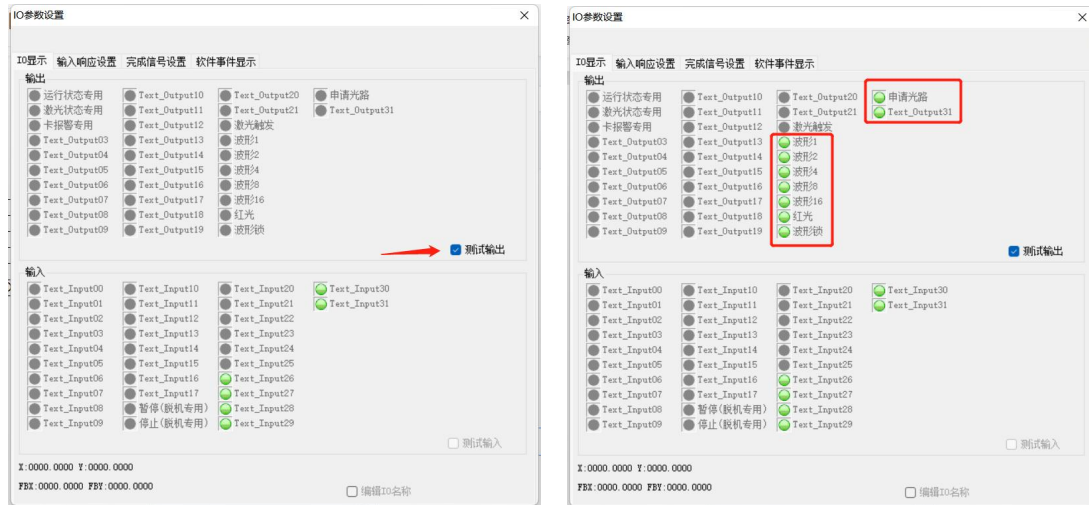 IO参数设置
IO显示 输入响应设置 完成信号设置 软件事件显示
输出
运行状态专用 Text_Output10 Text_Output20 申请光路
激光状态专用 Text_Output11 Text_Output21 Text_Output31
卡报警专用 Text_Output12 激光触发
Text_Output03 Text_Output13 波形1
Text_Output04 Text_Output14 波形2
Text_Output05 Text_Output15 波形4
Text_Output06 Text_Output16 波形8
Text_Output07 Text_Output17 波形16
Text_Output08 Text_Output18 红光
Text_Output09 Text_Output19 波形锁
测试输出
输入
Text_Input00 Text_Input10 Text_Input20 Text_Input30
Text_Input01 Text_Input11 Text_Input21 Text_Input31
Text_Input02 Text_Input12 Text_Input22
Text_Input03 Text_Input13 Text_Input23
Text_Input04 Text_Input14 Text_Input24
Text_Input05 Text_Input15 Text_Input25
Text_Input06 Text_Input16 Text_Input26
Text_Input07 Text_Input17 Text_Input27
Text_Input08 暂停(脱机专用) Text_Input28
Text_Input09 停止(脱机专用) Text_Input29
测试输入
X:0000.0000 Y:0000.0000
FBX:0000.0000 FBY:0000.0000
编辑IO名称
IO参数设置
IO显示 输入响应设置 完成信号设置 软件事件显示
输出
运行状态专用 Text_Output10 Text_Output20 申请光路
激光状态专用 Text_Output11 Text_Output21 Text_Output31
卡报警专用 Text_Output12 激光触发
Text_Output03 Text_Output13 波形1
Text_Output04 Text_Output14 波形2
Text_Output05 Text_Output15 波形4
Text_Output06 Text_Output16 波形8
Text_Output07 Text_Output17 波形16
Text_Output08 Text_Output18 红光
Text_Output09 Text_Output19 波形锁
测试输出
输入
Text_Input00 Text_Input10 Text_Input20 Text_Input30
Text_Input01 Text_Input11 Text_Input21 Text_Input31
Text_Input02 Text_Input12 Text_Input22
Text_Input03 Text_Input13 Text_Input23
Text_Input04 Text_Input14 Text_Input24
Text_Input05 Text_Input15 Text_Input25
Text_Input06 Text_Input16 Text_Input26
Text_Input07 Text_Input17 Text_Input27
Text_Input08 暂停(脱机专用) Text_Input28
Text_Input09 停止(脱机专用) Text_Input29
测试输入
X:0000.0000 Y:0000.0000
FBX:0000.0000 FBY:0000.0000
编辑IO名称